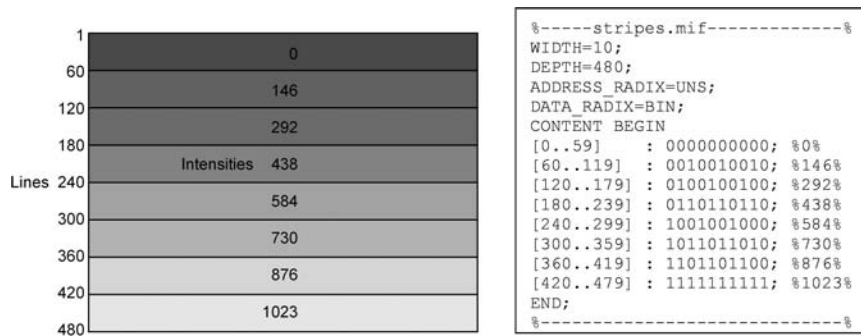 1
0
60
146
120
292
180
Intensities 438
Lines 240
584
300
730
360
876
420
1023
480
%-----stripes.mif-------------%
WIDTH=10;
DEPTH=480;
ADDRESS_RADIX=UNS;
DATA_RADIX=BIN;
CONTENT BEGIN
[0..59]    : 0000000000; %0%
[60..119]  : 0010010010; %146%
[120..179] : 0100100100; %292%
[180..239] : 0110110110; %438%
[240..299] : 1001001000; %584%
[300..359] : 1011011010; %730%
[360..419] : 1101101100; %876%
[420..479] : 1111111111; %1023%
END;
%-----------------------------%